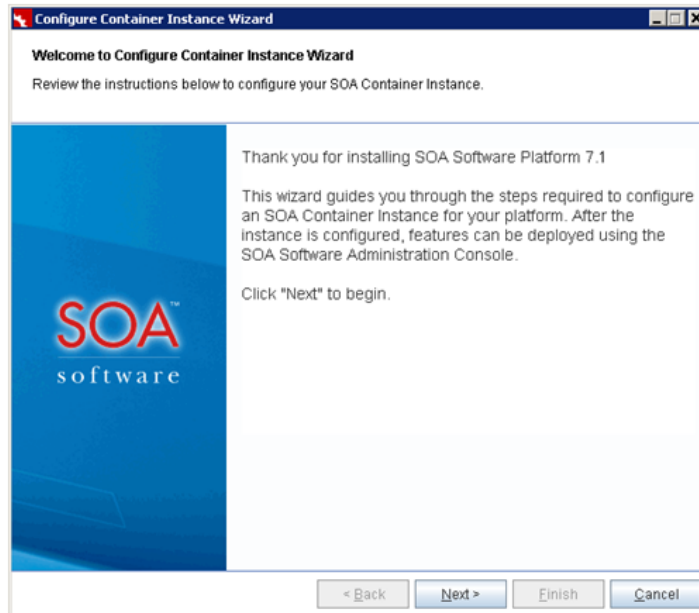 Configure Container Instance Wizard
Welcome to Configure Container Instance Wizard
Review the instructions below to configure your SOA Container Instance.
Thank you for installing SOA Software Platform 7.1
This wizard guides you through the steps required to configure
an SOA Container Instance for your platform. After the
instance is configured, features can be deployed using the
SOA Software Administration Console.
Click "Next" to begin.
SOA™
software
< Back
Next >
Finish
Cancel